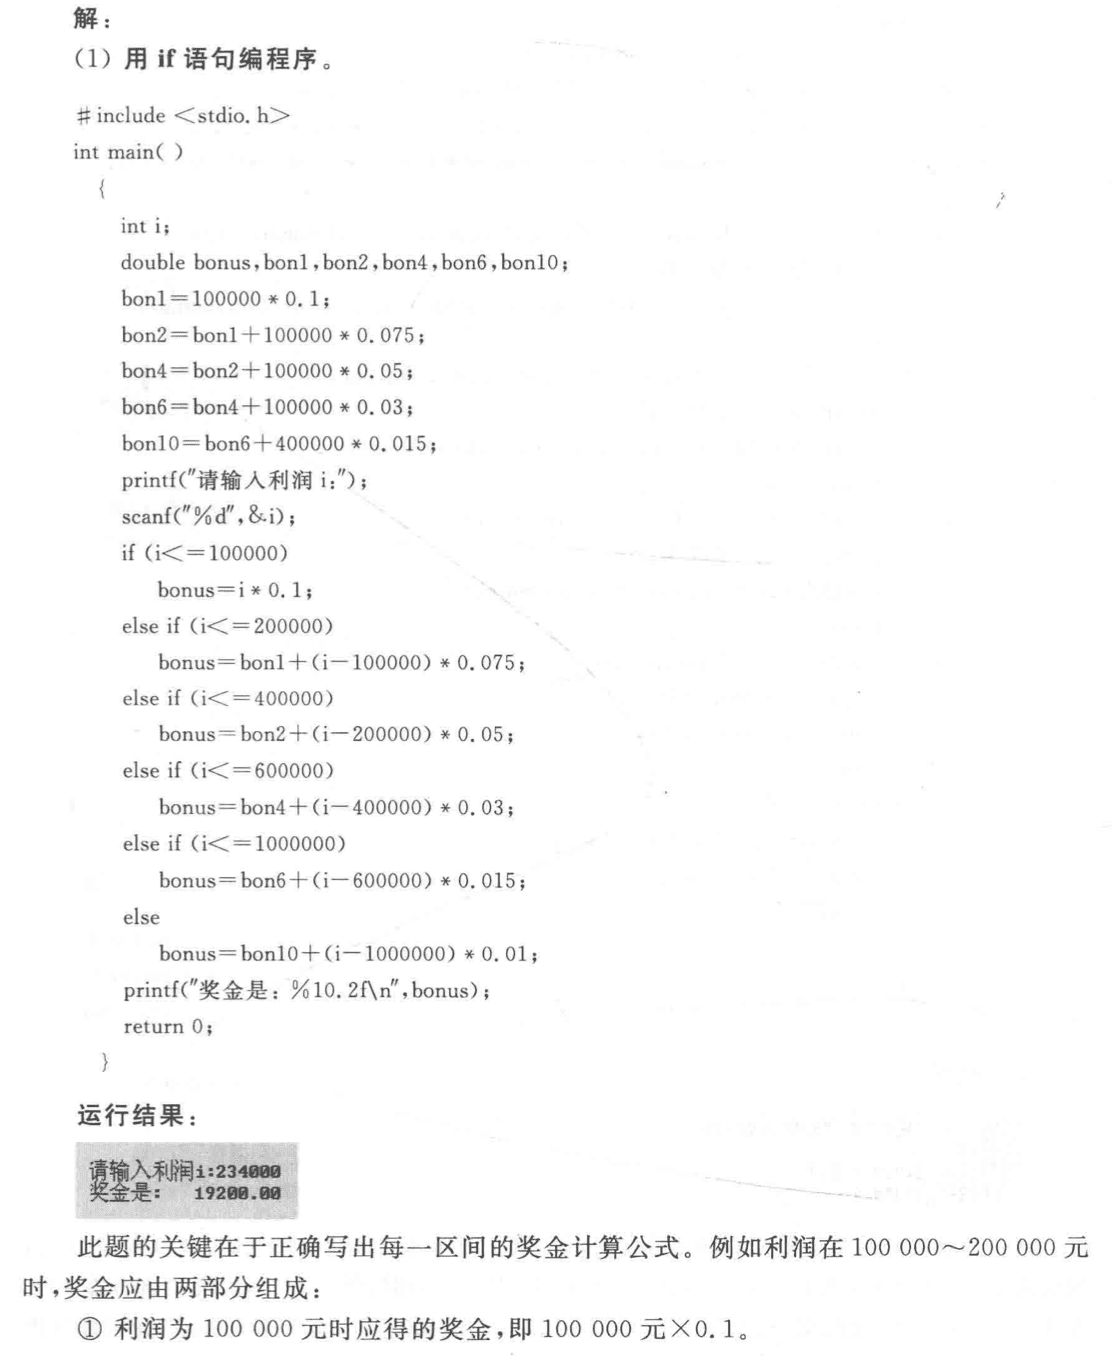 解：
（1）用 if 语句编程序。
#include <stdio.h>
int main( )
{
int i;
double bonus,bon1,bon2,bon4,bon6,bon10;
bon1=100000*0.1;
bon2=bon1+100000*0.075;
bon4=bon2+100000*0.05;
bon6=bon4+100000*0.03;
bon10=bon6+400000*0.015;
printf("请输入利润 i:");
scanf("%d",&i);
if (i<=100000)
bonus=i*0.1;
else if (i<=200000)
bonus=bon1+(i-100000)*0.075;
else if (i<=400000)
bonus=bon2+(i-200000)*0.05;
else if (i<=600000)
bonus=bon4+(i-400000)*0.03;
else if (i<=1000000)
bonus=bon6+(i-600000)*0.015;
else
bonus=bon10+(i-1000000)*0.01;
printf("奖金是：%10.2f\n",bonus);
return 0;
}
运行结果：
请输入利润i:234000
奖金是：  19200.00
此题的关键在于正确写出每一区间的奖金计算公式。例如利润在 100 000～200 000 元
时，奖金应由两部分组成：
① 利润为 100 000 元时应得的奖金，即 100 000 元×0.1。